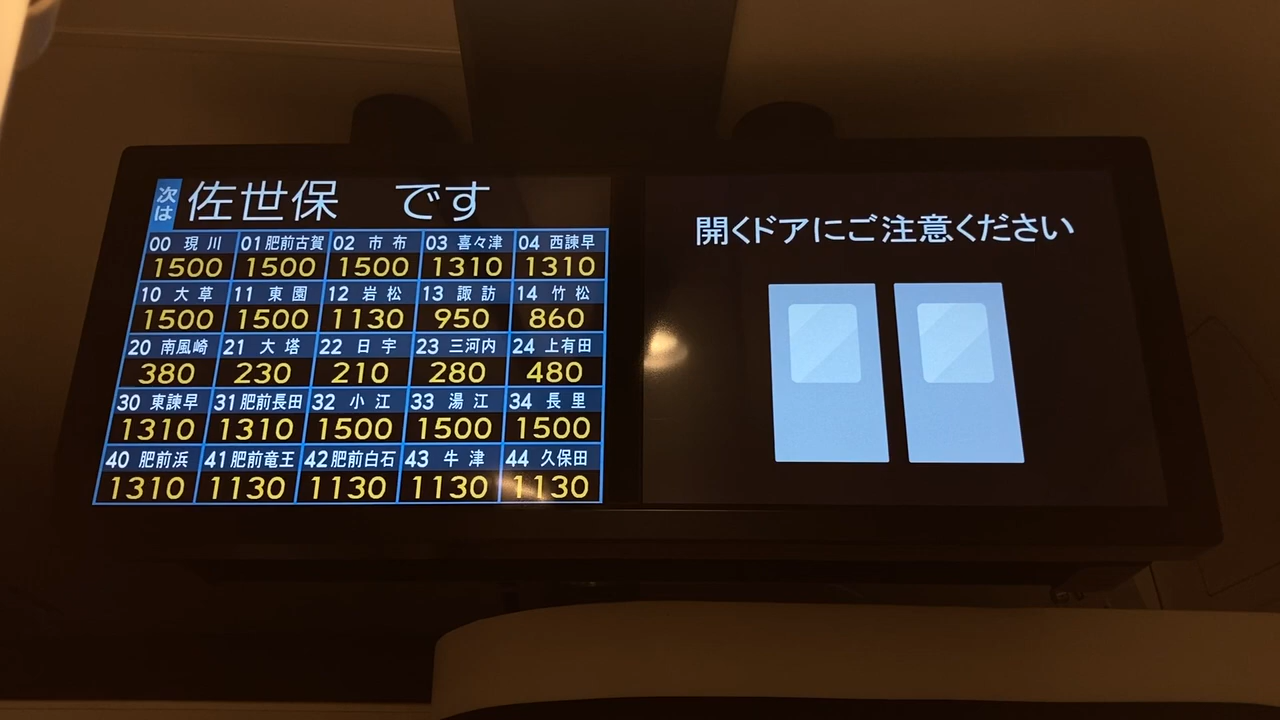 次は 佐世保 です
00 現川 01 肥前古賀 02 市布 03 喜々津 04 西諫早
1500 1500 1500 1310 1310
10 大草 11 東園 12 岩松 13 諏訪 14 竹松
1500 1500 1130 950 860
20 南風崎 21 大塔 22 日宇 23 三河内 24 上有田
380 230 210 280 480
30 東諫早 31 肥前長田 32 小江 33 湯江 34 長里
1310 1310 1500 1500 1500
40 肥前浜 41 肥前竜王 42 肥前白石 43 牛津 44 久保田
1310 1130 1130 1130 1130
開くドアにご注意ください